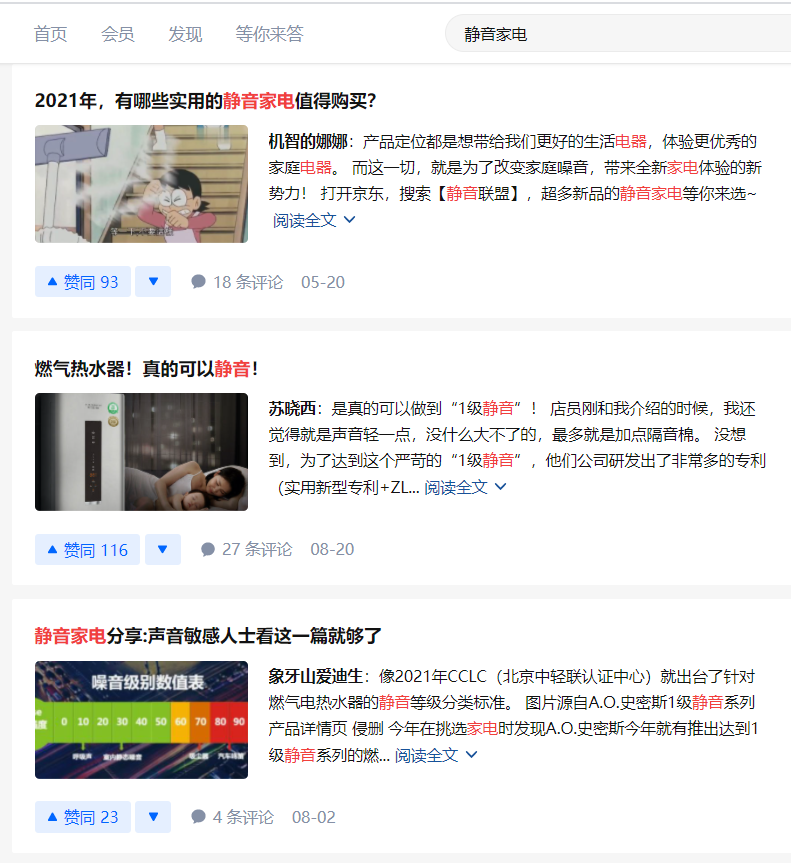 首页 会员 发现 等你来答 静音家电
2021年，有哪些实用的静音家电值得购买？
机智的娜娜：产品定位都是想带给我们更好的生活电器，体验更优秀的
家庭电器。 而这一切，就是为了改变家庭噪音，带来全新家电体验的新
势力！ 打开京东，搜索【静音联盟】，超多新品的静音家电等你来选~
阅读全文
赞同 93 18 条评论 05-20
燃气热水器！真的可以静音！
苏晓西：是真的可以做到“1级静音”！ 店员刚和我介绍的时候，我还
觉得就是声音轻一点，没什么大不了的，最多就是加点隔音棉。 没想
到，为了达到这个严苛的“1级静音”，他们公司研发出了非常多的专利
（实用新型专利+ZL... 阅读全文
赞同 116 27 条评论 08-20
静音家电分享:声音敏感人士看这一篇就够了
噪音级别数值表
0 10 20 30 40 50 60 70 80 90
呼吸声 室内静态噪音 吸尘器
象牙山爱迪生：像2021年CCLC（北京中轻联认证中心）就出台了针对
燃气电热水器的静音等级分类标准。 图片源自A.O.史密斯1级静音系列
产品详情页 侵删 今年在挑选家电时发现A.O.史密斯今年就有推出达到1
级静音系列的燃... 阅读全文
赞同 23 4 条评论 08-02